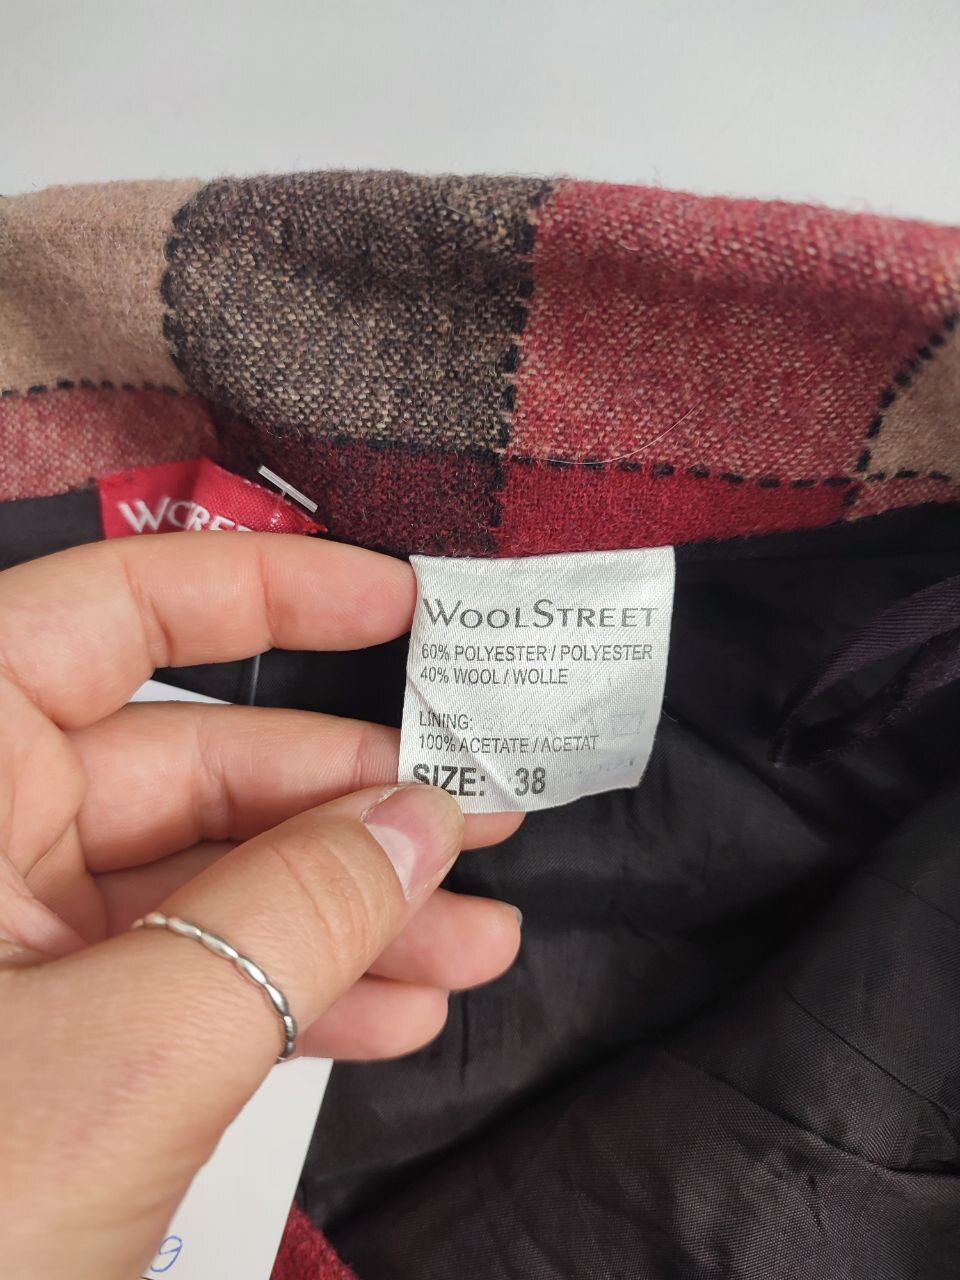 WOOLSTREET
60% POLYESTER / POLYESTER
40% WOOL / WOLLE
LINING:
100% ACETATE / ACETAT
SIZE: 38